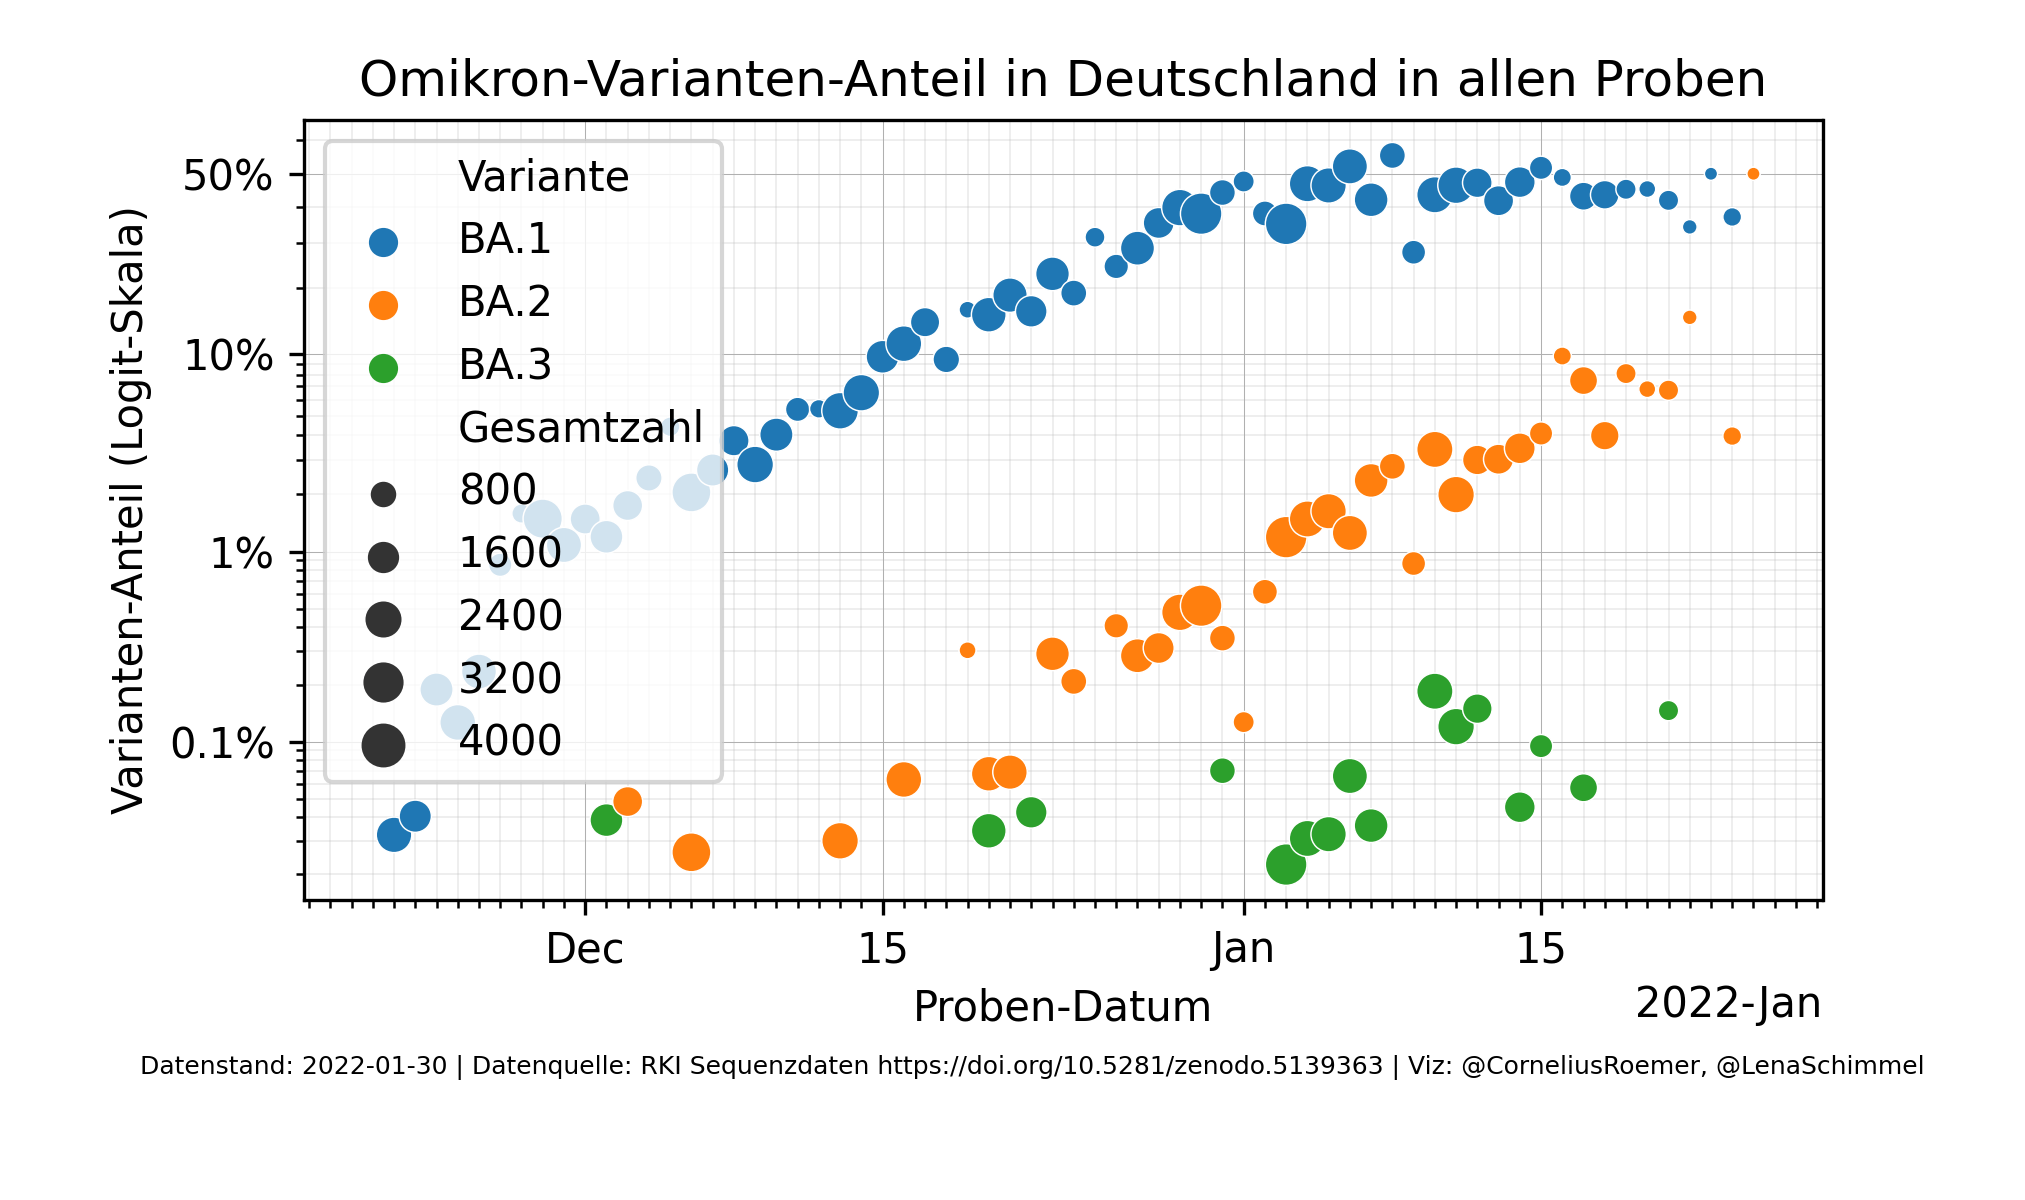 Omikron-Varianten-Anteil in Deutschland in allen Proben
Varianten-Anteil (Logit-Skala)
50%
10%
1%
0.1%
Variante
BA.1
BA.2
BA.3
Gesamtzahl
800
1600
2400
3200
4000
Dec 15 Jan 15
Proben-Datum
2022-Jan
Datenstand: 2022-01-30 | Datenquelle: RKI Sequenzdaten https://doi.org/10.5281/zenodo.5139363 | Viz: @CorneliusRoemer, @LenaSchimmel